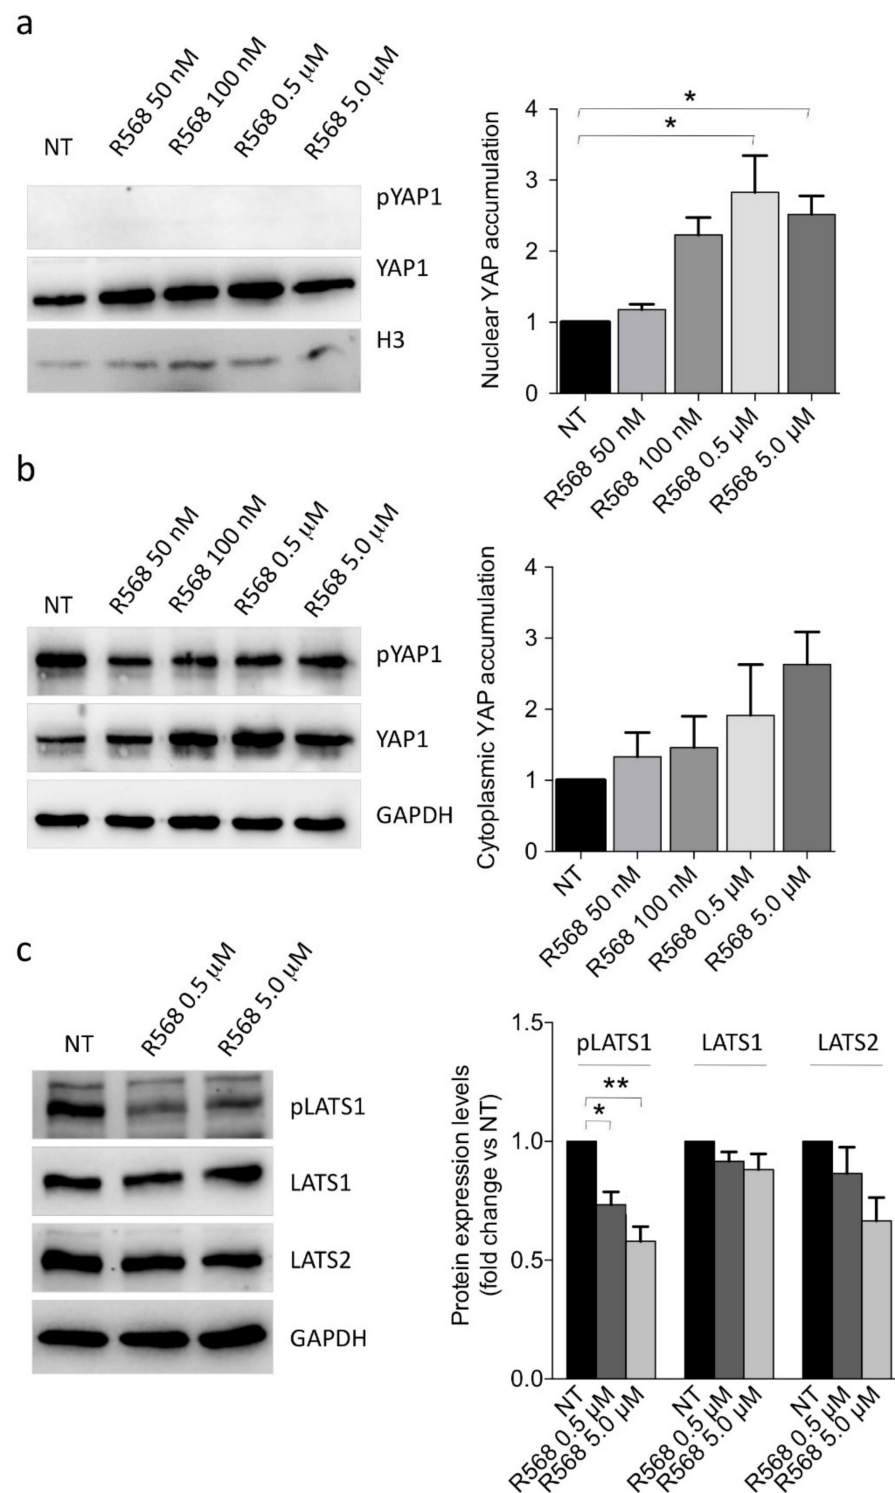 a
NT
R568 50 nM
R568 100 nM
R568 0.5 μM
R568 5.0 μM
pYAP1
YAP1
H3
Nuclear YAP accumulation
4
3
2
1
0
*
*
NT
R568 50 nM
R568 100 nM
R568 0.5 μM
R568 5.0 μM
b
NT
R568 50 nM
R568 100 nM
R568 0.5 μM
R568 5.0 μM
pYAP1
YAP1
GAPDH
Cytoplasmic YAP accumulation
4
3
2
1
0
NT
R568 50 nM
R568 100 nM
R568 0.5 μM
R568 5.0 μM
c
NT
R568 0.5 μM
R568 5.0 μM
pLATS1
LATS1
LATS2
GAPDH
Protein expression levels
(fold change vs NT)
1.5
1.0
0.5
0.0
pLATS1
LATS1
LATS2
**
*
NT
R568 0.5 μM
R568 5.0 μM
NT
R568 0.5 μM
R568 5.0 μM
NT
R568 0.5 μM
R568 5.0 μM